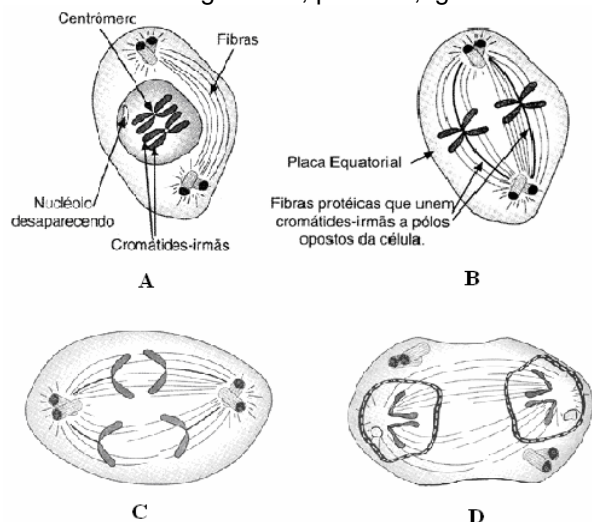 Centrômero
Fibras
Nucléolo
desaparecendo
Cromátides-irmãs
A
Placa Equatorial
Fibras protéicas que unem
cromátides-irmãs a pólos
opostos da célula.
B
C
D